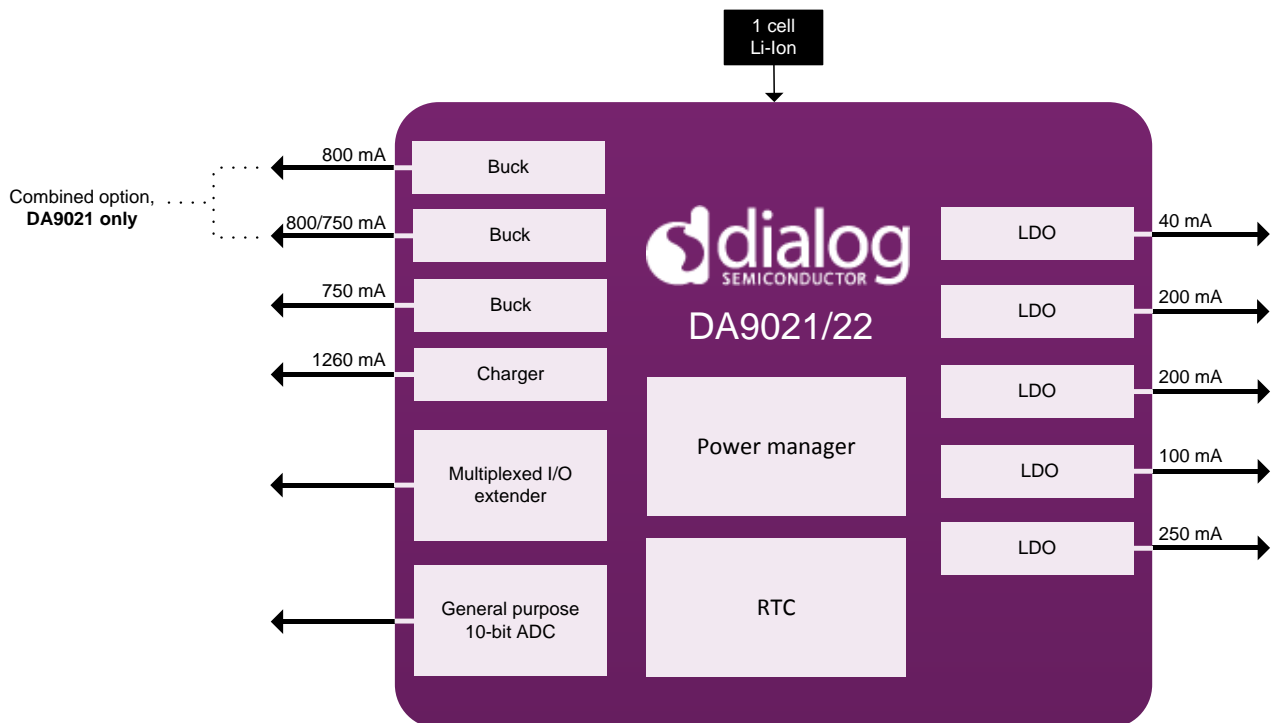 1 cell
Li-Ion
800 mA
Buck
Combined option,
DA9021 only
800/750 mA
Buck
750 mA
Buck
1260 mA
Charger
Multiplexed I/O
extender
General purpose
10-bit ADC
dialog
SEMICONDUCTOR
DA9021/22
Power manager
RTC
LDO
40 mA
LDO
200 mA
LDO
200 mA
LDO
100 mA
LDO
250 mA